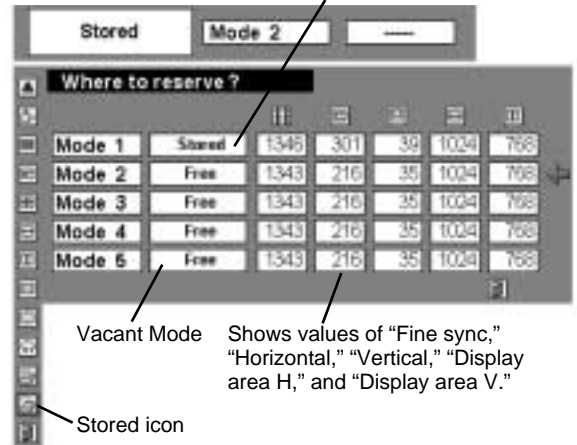 Stored Mode 2 -----
Where to reserve ?
Mode 1 Stored 1346 301 39 1024 768
Mode 2 Free 1343 216 35 1024 768
Mode 3 Free 1343 216 35 1024 768
Mode 4 Free 1343 216 35 1024 768
Mode 5 Free 1343 216 35 1024 768
Vacant Mode
Shows values of “Fine sync,”
“Horizontal,” “Vertical,” “Display
area H,” and “Display area V.”
Stored icon